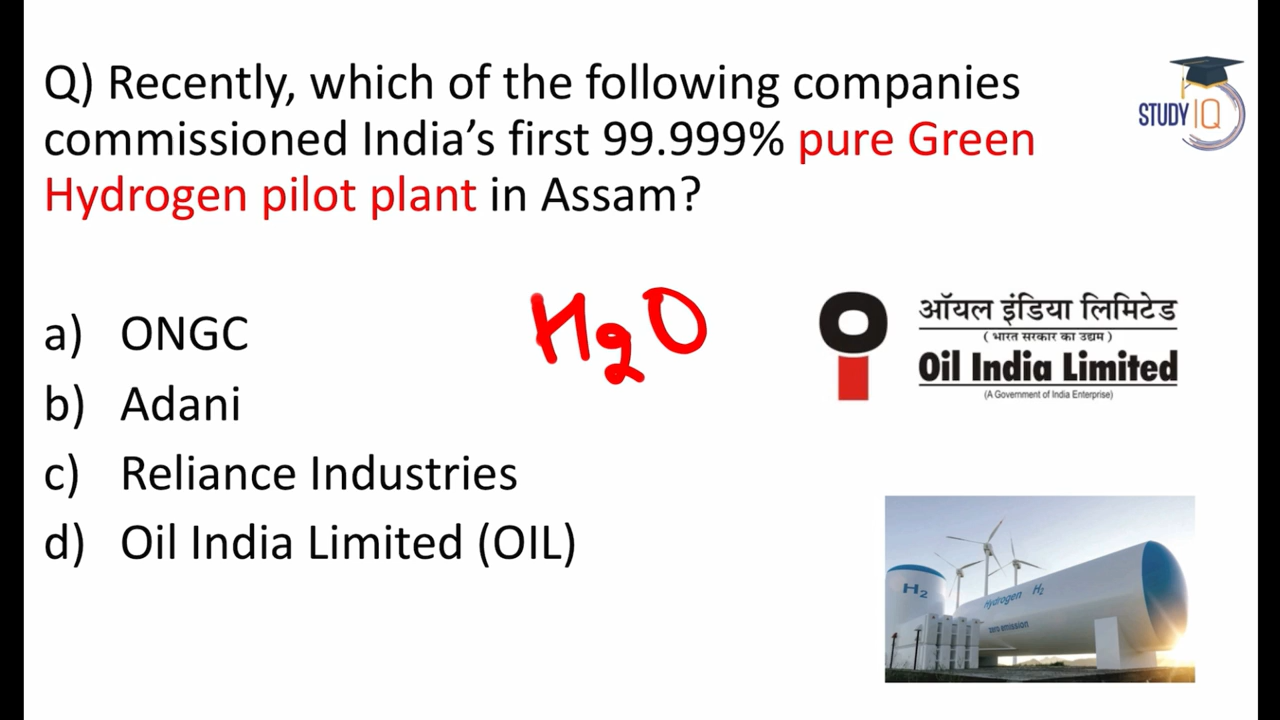 Q) Recently, which of the following companies
commissioned India's first 99.999% pure Green
Hydrogen pilot plant in Assam?
STUDY IQ
H2O
a) ONGC
b) Adani
c) Reliance Industries
d) Oil India Limited (OIL)
ऑयल इंडिया लिमिटेड
( भारत सरकार का उद्यम )
Oil India Limited
(A Government of India Enterprise)
H2
Hydrogen H2
zero emission